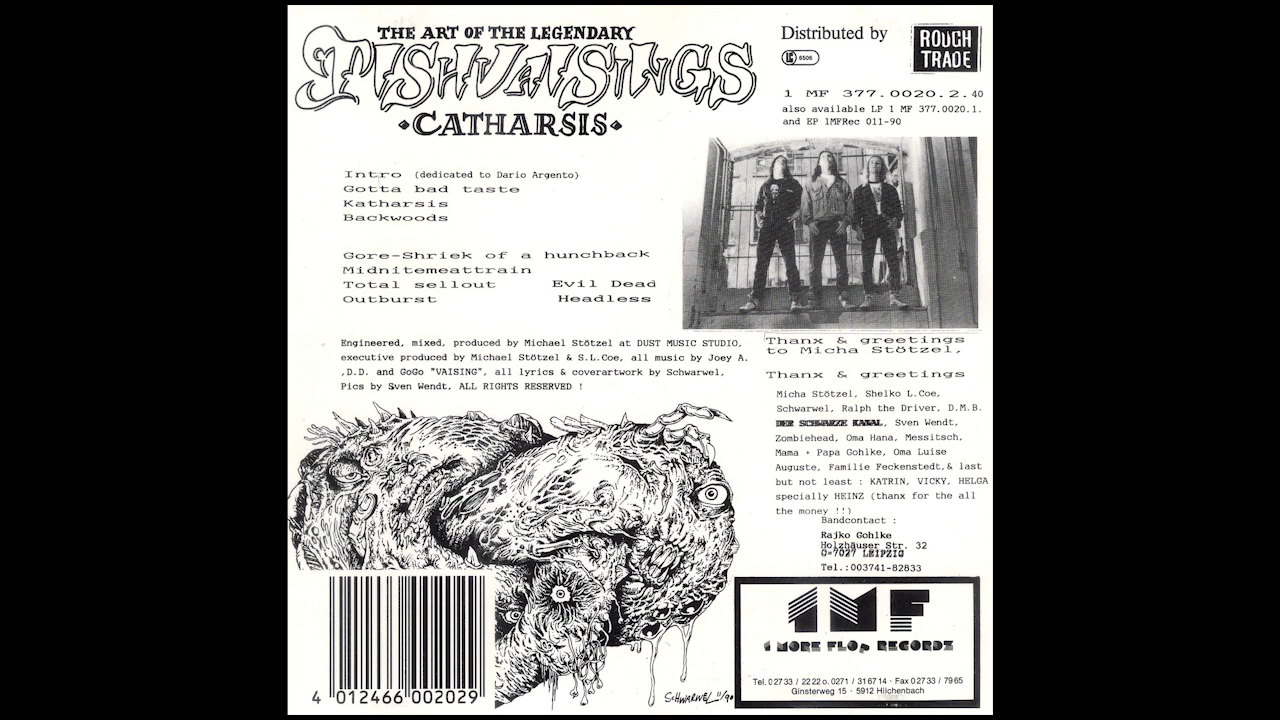 THE ART OF THE LEGENDARY
PISHVAISINGS
·CATHARSIS·
Distributed by
LC 6506
ROUGH
TRADE
1 MF 377.0020.2.40
also available LP 1 MF 377.0020.1.
and EP 1MFRec 011-90
Intro (dedicated to Dario Argento)
Gotta bad taste
Katharsis
Backwoods
Gore-Shriek of a hunchback
Midnitemeattrain
Total sellout Evil Dead
Outburst Headless
Engineered, mixed, produced by Michael Stötzel at DUST MUSIC STUDIO,
executive produced by Michael Stötzel & S.L.Coe, all music by Joey A.
,D.D. and GoGo "VAISING", all lyrics & coverartwork by Schwarwel,
Pics by Sven Wendt, ALL RIGHTS RESERVED !
Thanx & greetings
to Micha Stötzel,
Thanx & greetings
Micha Stötzel, Shelko L.Coe,
Schwarwel, Ralph the Driver, D.M.B.
DER SCHWARZE KANAL, Sven Wendt,
Zombiehead, Oma Hana, Messitsch,
Mama + Papa Gohlke, Oma Luise
Auguste, Familie Feckenstedt,& last
but not least : KATRIN, VICKY, HELGA
specially HEINZ (thanx for the all
the money !!)
Bandcontact :
Rajko Gohlke
Holzhäuser Str. 32
O-7027 LEIPZIG
Tel.:003741-82833
1MF
1 MORE FLOP RECORDZ
Tel. 02733 / 2222 o. 0271 / 3167 14 · Fax 02733 / 7965
Ginsterweg 15 · 5912 Hilchenbach
SCHWARWEL 11/90
4 012466 002029